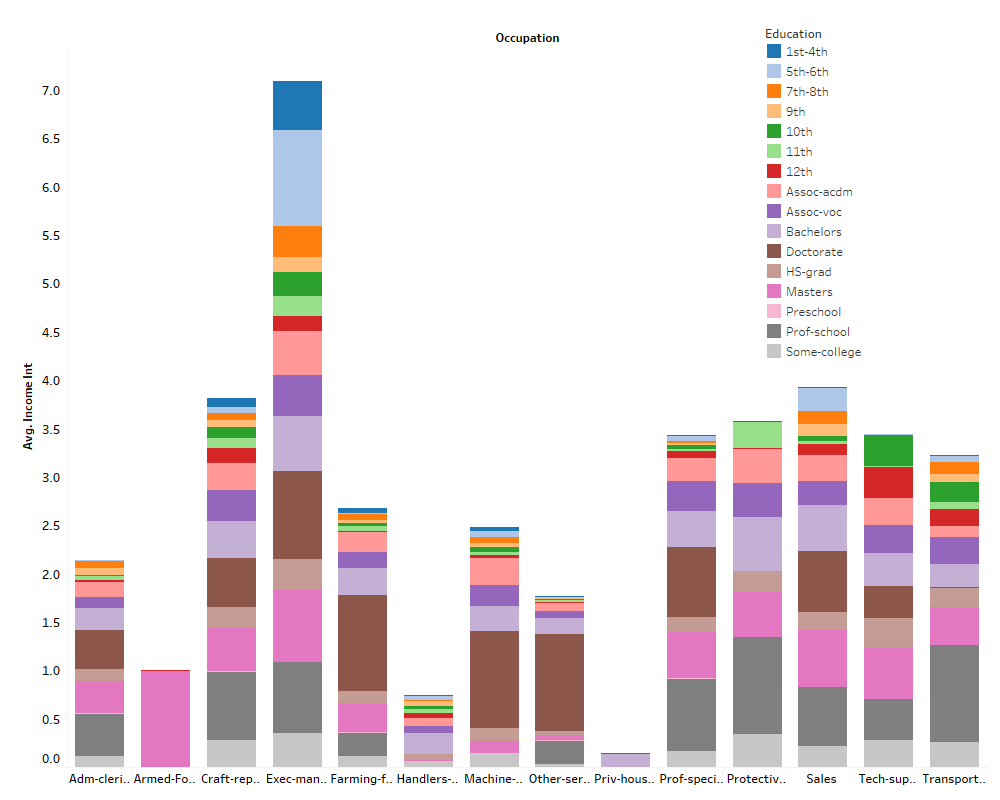 Occupation
Education
1st-4th
5th-6th
7th-8th
9th
10th
11th
12th
Assoc-acdm
Assoc-voc
Bachelors
Doctorate
HS-grad
Masters
Preschool
Prof-school
Some-college
Avg. Income Int
7.0
6.5
6.0
5.5
5.0
4.5
4.0
3.5
3.0
2.5
2.0
1.5
1.0
0.5
0.0
Adm-cleri.. Armed-Fo.. Craft-rep.. Exec-man.. Farming-f.. Handlers-.. Machine-.. Other-ser.. Priv-hous.. Prof-speci.. Protectiv.. Sales Tech-sup.. Transport..